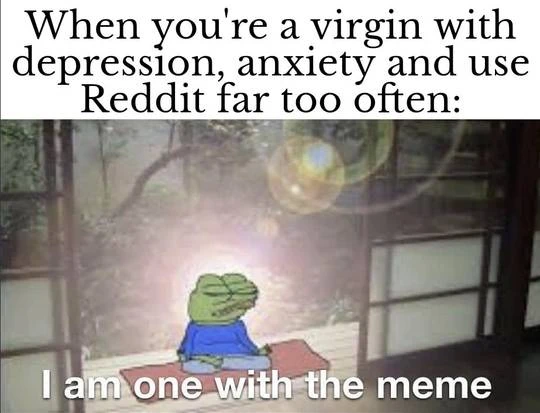 When you're a virgin with
depression, anxiety and use
Reddit far too often:
I am one with the meme